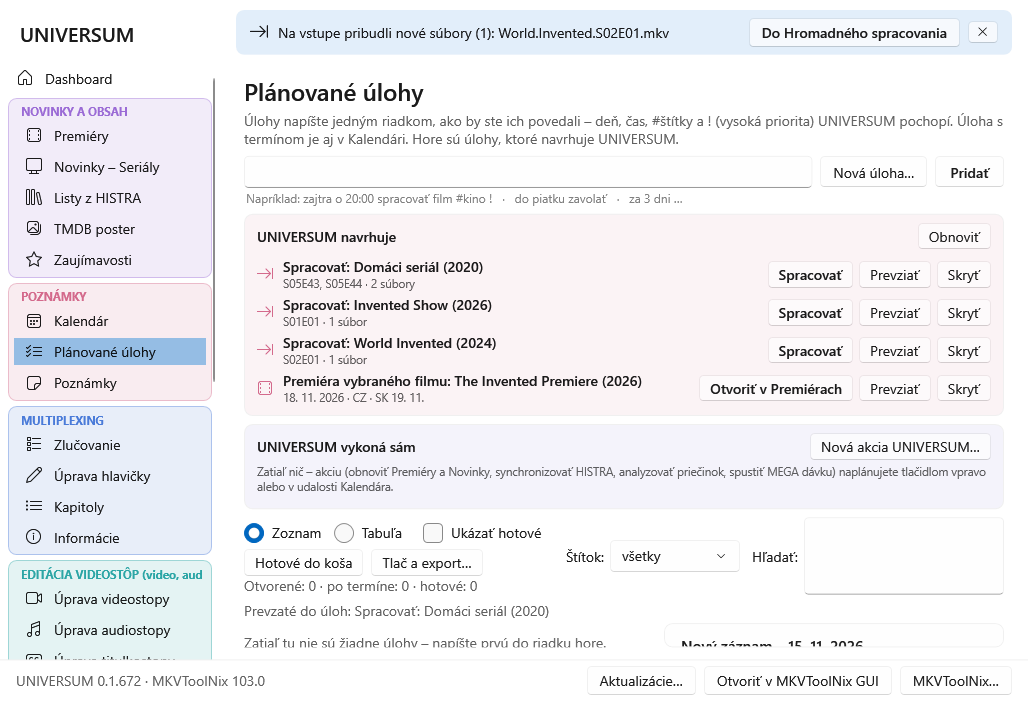 UNIVERSUM
Dashboard
NOVINKY A OBSAH
Premiéry
Novinky – Seriály
Listy z HISTRA
TMDB poster
Zaujímavosti
POZNÁMKY
Kalendár
Plánované úlohy
Poznámky
MULTIPLEXING
Zlučovanie
Úprava hlavičky
Kapitoly
Informácie
EDITÁCIA VIDEOSTÔP (video, aud
Úprava videostopy
Úprava audiostopy
Úprava titulkostopy
Na vstupe pribudli nové súbory (1): World.Invented.S02E01.mkv
Do Hromadného spracovania
Plánované úlohy
Úlohy napíšte jedným riadkom, ako by ste ich povedali – deň, čas, #štítky a ! (vysoká priorita) UNIVERSUM pochopí. Úloha s
termínom je aj v Kalendári. Hore sú úlohy, ktoré navrhuje UNIVERSUM.
Nová úloha...
Pridať
Napríklad: zajtra o 20:00 spracovať film #kino ! · do piatku zavolať · za 3 dni ...
UNIVERSUM navrhuje
Obnoviť
Spracovať: Domáci seriál (2020)
S05E43, S05E44 · 2 súbory
Spracovať Prevziať Skryť
Spracovať: Invented Show (2026)
S01E01 · 1 súbor
Spracovať Prevziať Skryť
Spracovať: World Invented (2024)
S02E01 · 1 súbor
Spracovať Prevziať Skryť
Premiéra vybraného filmu: The Invented Premiere (2026)
18. 11. 2026 · CZ · SK 19. 11.
Otvoriť v Premiérach Prevziať Skryť
UNIVERSUM vykoná sám
Nová akcia UNIVERSUM...
Zatiaľ nič – akciu (obnoviť Premiéry a Novinky, synchronizovať HISTRA, analyzovať priečinok, spustiť MEGA dávku) naplánujete tlačidlom vpravo
alebo v udalosti Kalendára.
Zoznam Tabuľa Ukázať hotové
Hotové do koša Tlač a export...
Štítok: všetky Hľadať:
Otvorené: 0 · po termíne: 0 · hotové: 0
Prevzaté do úloh: Spracovať: Domáci seriál (2020)
Zatiaľ tu nie sú žiadne úlohy – napíšte prvú do riadku hore.
Nový záznam – 15. 11. 2026
UNIVERSUM 0.1.672 · MKVToolNix 103.0
Aktualizácie...
Otvoriť v MKVToolNix GUI
MKVToolNix...